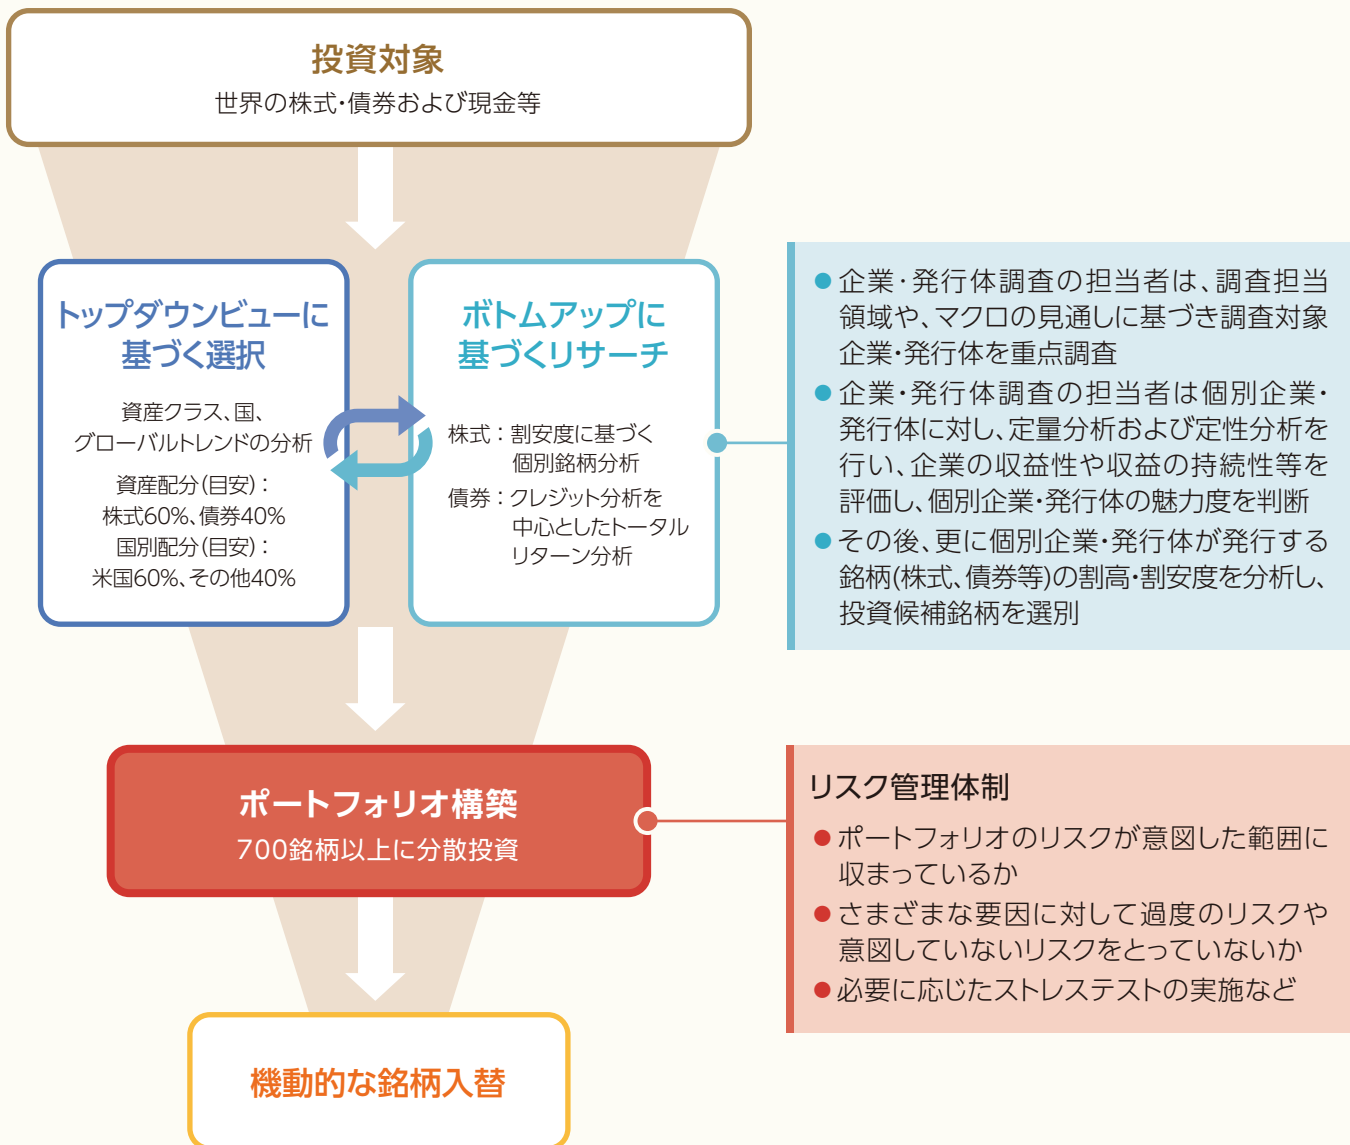 投資対象
世界の株式・債券および現金等
トップダウンビューに
基づく選択
資産クラス、国、
グローバルトレンドの分析
資産配分(目安)：
株式60%、債券40%
国別配分(目安)：
米国60%、その他40%
ボトムアップに
基づくリサーチ
株式：割安度に基づく
個別銘柄分析
債券：クレジット分析を
中心としたトータル
リターン分析
●企業・発行体調査の担当者は、調査担当
領域や、マクロの見通しに基づき調査対象
企業・発行体を重点調査
●企業・発行体調査の担当者は個別企業・
発行体に対し、定量分析および定性分析を
行い、企業の収益性や収益の持続性等を
評価し、個別企業・発行体の魅力度を判断
●その後、更に個別企業・発行体が発行する
銘柄(株式、債券等)の割高・割安度を分析し、
投資候補銘柄を選別
ポートフォリオ構築
700銘柄以上に分散投資
リスク管理体制
●ポートフォリオのリスクが意図した範囲に
収まっているか
●さまざまな要因に対して過度のリスクや
意図していないリスクをとっていないか
●必要に応じたストレステストの実施など
機動的な銘柄入替